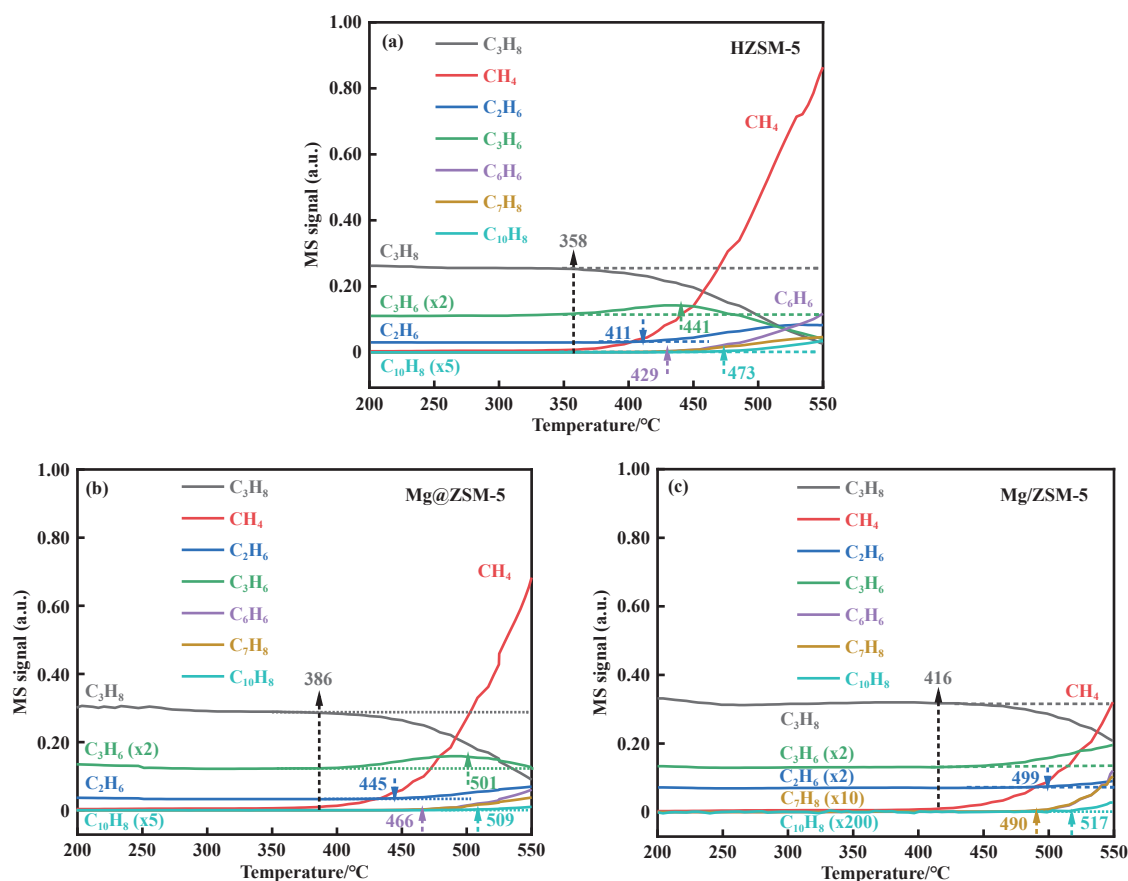 (a)
HZSM-5
C₃H₈
CH₄
C₂H₆
C₃H₆
C₆H₆
C₇H₈
C₁₀H₈
CH₄
C₃H₈
358
C₃H₆ (x2)
C₆H₆
C₂H₆
411
441
C₁₀H₈ (x5)
429
473
1.00
0.80
0.60
0.40
0.20
0
MS signal (a.u.)
200 250 300 350 400 450 500 550
Temperature/°C
(b)
Mg@ZSM-5
C₃H₈
CH₄
C₂H₆
C₃H₆
C₆H₆
C₇H₈
C₁₀H₈
CH₄
386
C₃H₈
C₃H₆ (x2)
C₂H₆
445
501
C₁₀H₈ (x5)
466
509
1.00
0.80
0.60
0.40
0.20
0
MS signal (a.u.)
200 250 300 350 400 450 500 550
Temperature/°C
(c)
Mg/ZSM-5
C₃H₈
CH₄
C₂H₆
C₃H₆
C₆H₆
C₇H₈
C₁₀H₈
416
CH₄
C₃H₈
C₃H₆ (x2)
C₂H₆ (x2)
499
C₇H₈ (x10)
C₁₀H₈ (x200)
490
517
1.00
0.80
0.60
0.40
0.20
0
MS signal (a.u.)
200 250 300 350 400 450 500 550
Temperature/°C